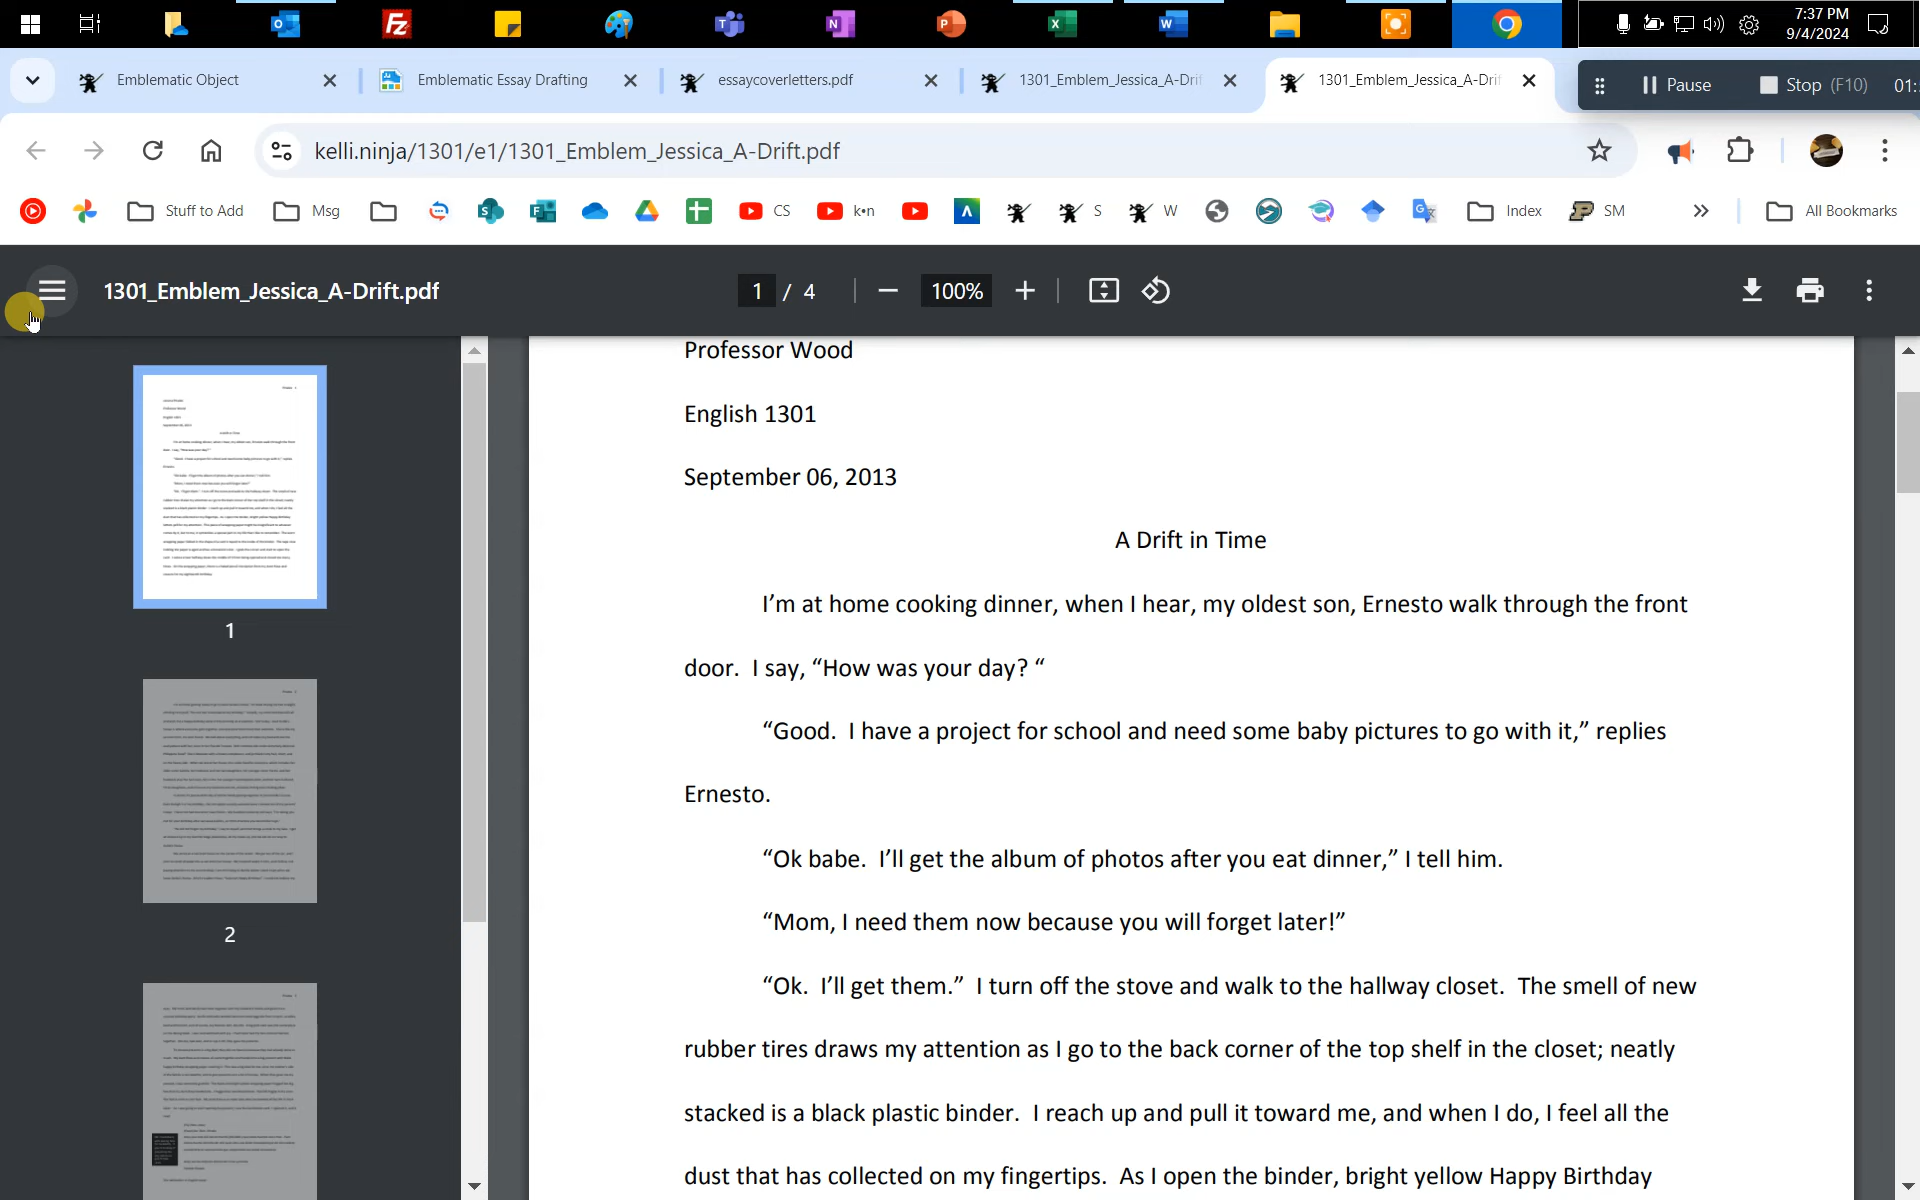 7:37 PM
9/4/2024
Emblematic Object
Emblematic Essay Drafting
essaycoverletters.pdf
1301_Emblem_Jessica_A-Dri
1301_Emblem_Jessica_A-Drif
Pause
Stop (F10)
01:
kelli.ninja/1301/e1/1301_Emblem_Jessica_A-Drift.pdf
Stuff to Add
Msg
CS
k•n
S
W
Index
SM
All Bookmarks
1301_Emblem_Jessica_A-Drift.pdf
1 / 4
100%
1
2
Professor Wood
English 1301
September 06, 2013
A Drift in Time
I’m at home cooking dinner, when I hear, my oldest son, Ernesto walk through the front
door.  I say, “How was your day? “
“Good.  I have a project for school and need some baby pictures to go with it,” replies
Ernesto.
“Ok babe.  I’ll get the album of photos after you eat dinner,” I tell him.
“Mom, I need them now because you will forget later!”
“Ok.  I’ll get them.”  I turn off the stove and walk to the hallway closet.  The smell of new
rubber tires draws my attention as I go to the back corner of the top shelf in the closet; neatly
stacked is a black plastic binder.  I reach up and pull it toward me, and when I do, I feel all the
dust that has collected on my fingertips.  As I open the binder, bright yellow Happy Birthday